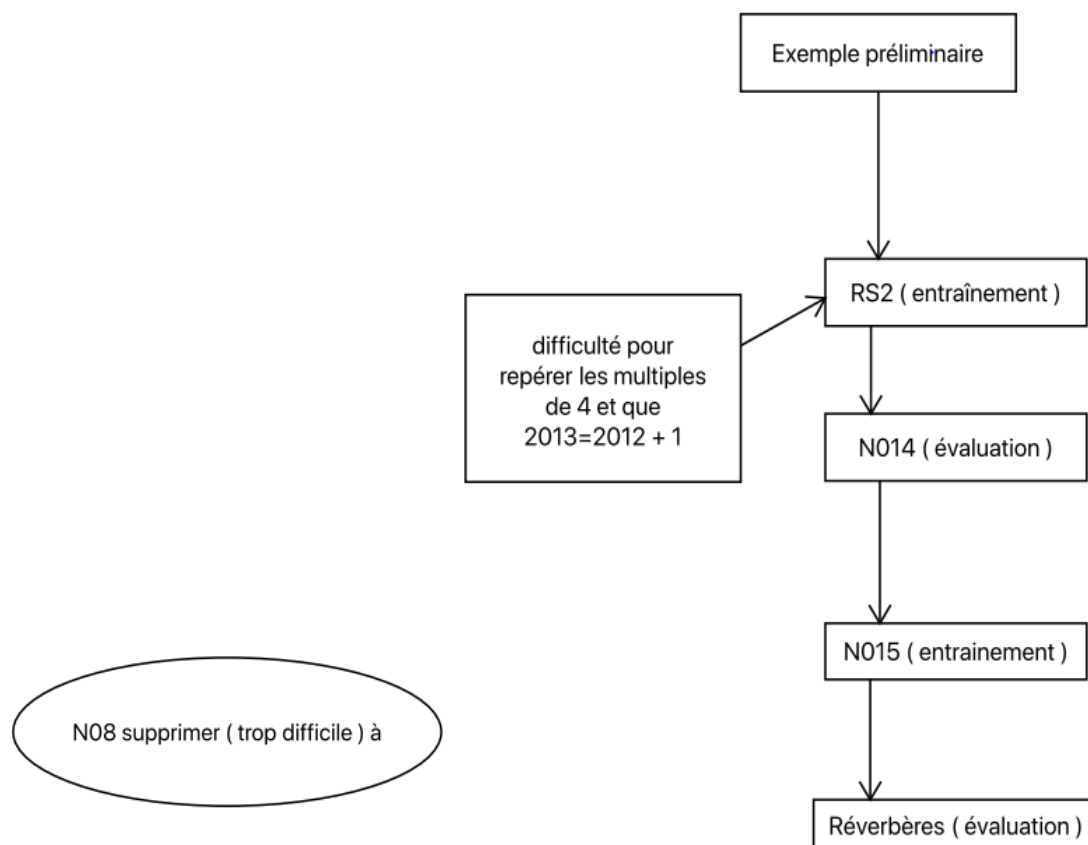 Exemple préliminaire
RS2 ( entraînement )
difficulté pour
repérer les multiples
de 4 et que
2013=2012 + 1
N014 ( évaluation )
N015 ( entrainement )
N08 supprimer ( trop difficile ) à
Réverbères ( évaluation )